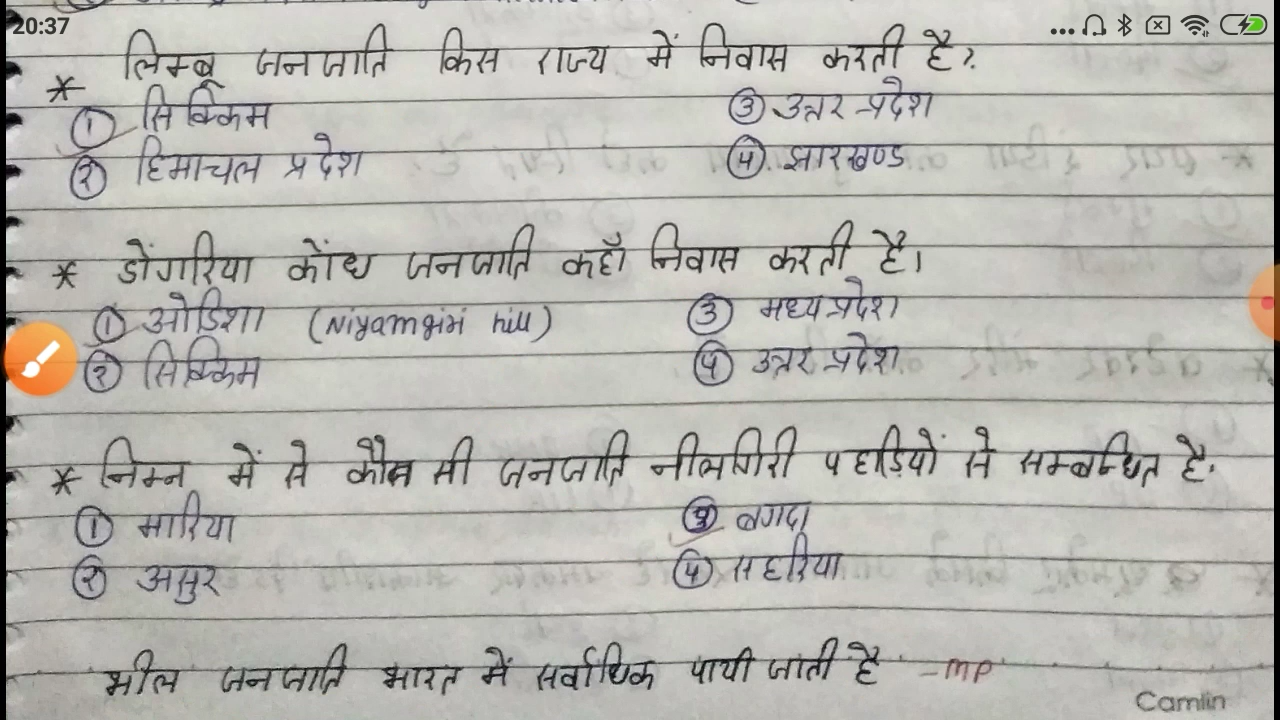 20:37
* लिम्बू जनजाति किस राज्य में निवास करती है?
① सिक्किम ③ उत्तर प्रदेश
② हिमाचल प्रदेश ④ झारखण्ड
* डोंगरिया कोंध जनजाति कहाँ निवास करती है।
① ओडिशा (Niyamgiri hill) ③ मध्य प्रदेश
② सिक्किम ④ उत्तर प्रदेश
* निम्न में से कौन सी जनजाति नीलगिरी पहाड़ियों से सम्बन्धित है.
① मारिया ③ बगदा
② असुर ④ सहरिया
भील जनजाति भारत में सर्वाधिक पायी जाती है - MP
Camlin